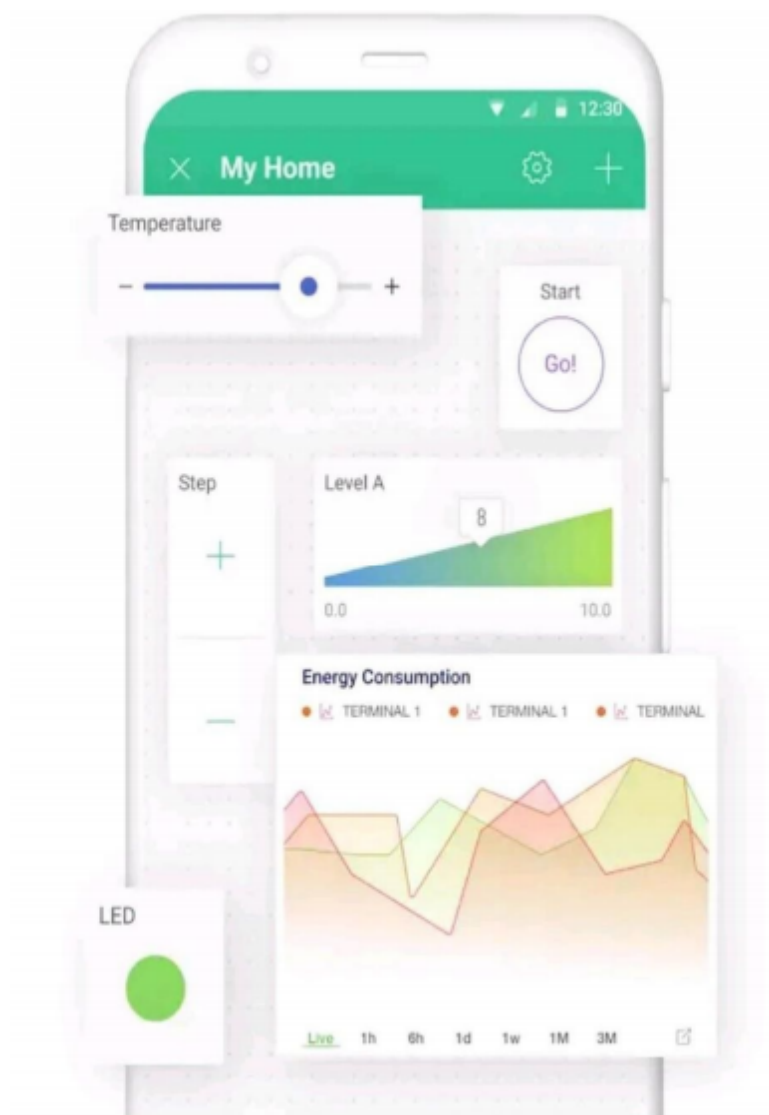 12:30
My Home
Temperature
− +
Start
Go!
Step
+
−
Level A
8
0.0 10.0
Energy Consumption
TERMINAL 1 TERMINAL 1 TERMINAL
LED
Live 1h 6h 1d 1w 1M 3M